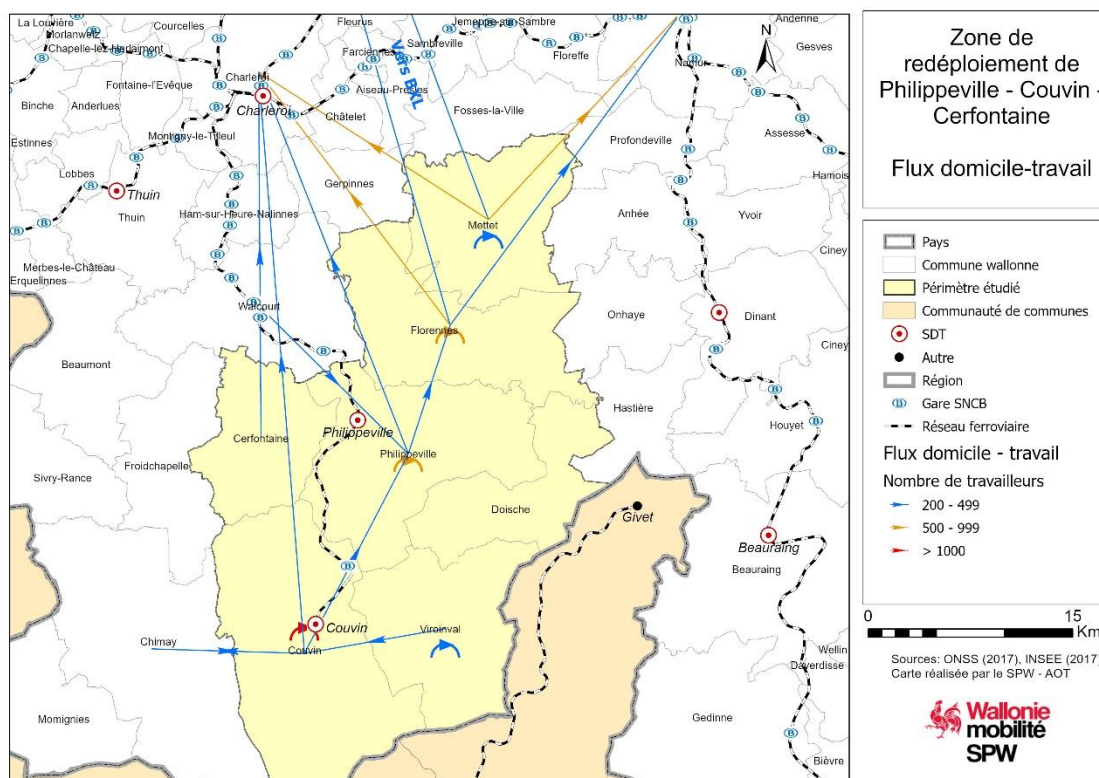 La Louvière
Morlanwelz
Chapelle-lez-Herlaimont
Courcelles
Fleurus
Jemeppe-sur-Sambre
Andenne
Sambreville
Gesves
Farciennes
Floreffe
Namur
N
Vers BXL
Charleroi
Fontaine-l'Evêque
Aiseau-Presles
Charleroi
Binche
Anderlues
Châtelet
Fosses-la-Ville
Assesse
Montigny-le-Tilleul
Profondeville
Estinnes
Lobbes
Hamois
Gerpinnes
Thuin
Thuin
Ham-sur-Heure-Nalinnes
Anhée
Yvoir
Mettet
Ciney
Merbes-le-Château
Erquelinnes
Walcourt
Onhaye
Dinant
Florennes
Ciney
Beaumont
Hastière
Houyet
Philippeville
Cerfontaine
Philippeville
Froidchapelle
Sivry-Rance
Doische
Givet
Beauraing
Beauraing
Couvin
Viroinval
Chimay
Couvin
Wellin
Daverdisse
Momignies
Gedinne
Bièvre
Zone de
redéploiement de
Philippeville - Couvin -
Cerfontaine
Flux domicile-travail
Pays
Commune wallonne
Périmètre étudié
Communauté de communes
SDT
Autre
Région
Gare SNCB
Réseau ferroviaire
Flux domicile - travail
Nombre de travailleurs
200 - 499
500 - 999
> 1000
0 15
Km
Sources: ONSS (2017), INSEE (2017)
Carte réalisée par le SPW - AOT
Wallonie
mobilité
SPW